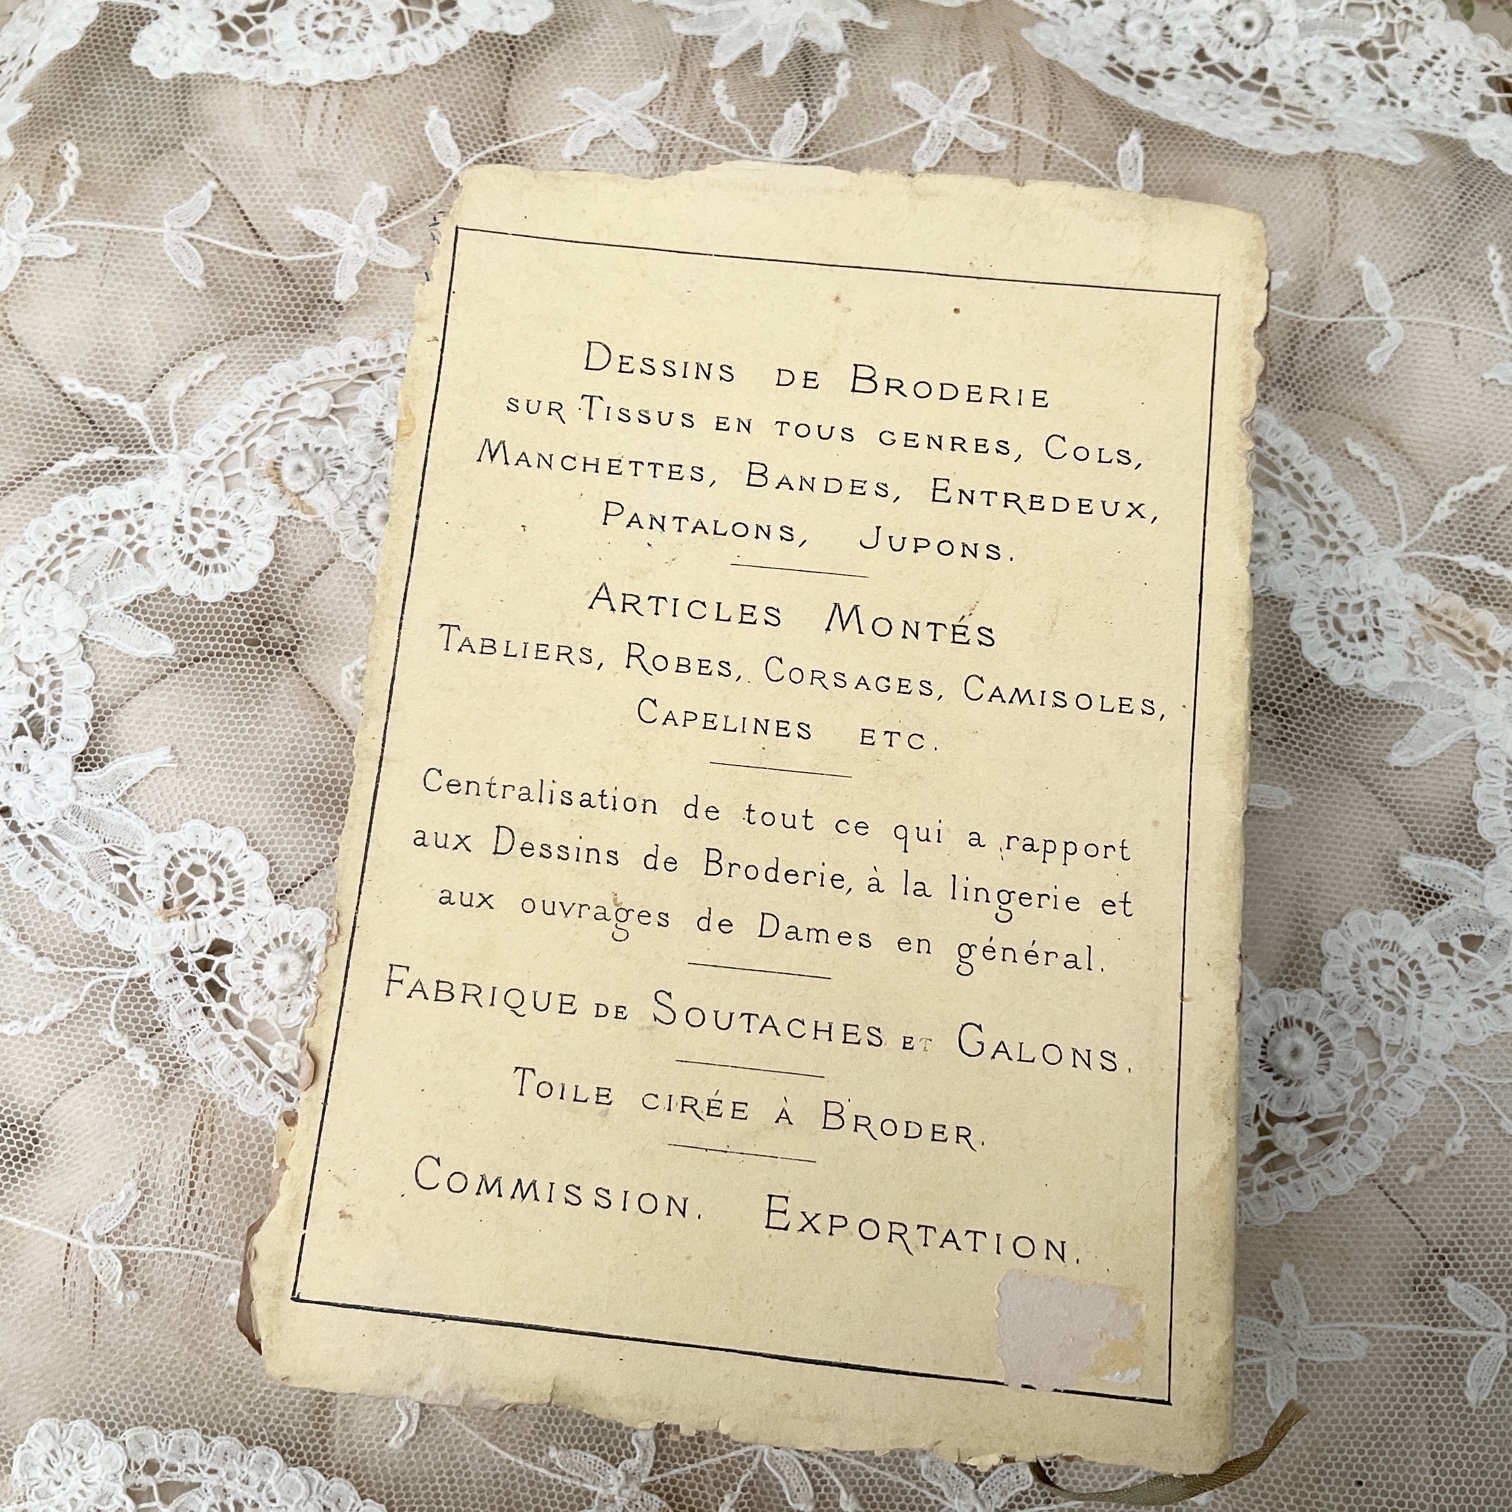 DESSINS DE BRODERIE
SUR TISSUS EN TOUS GENRES, COLS,
MANCHETTES, BANDES, ENTREDEUX,
PANTALONS, JUPONS.
ARTICLES MONTÉS
TABLIERS, ROBES, CORSAGES, CAMISOLES,
CAPELINES ETC.
Centralisation de tout ce qui a rapport
aux Dessins de Broderie, à la lingerie et
aux ouvrages de Dames en général.
FABRIQUE DE SOUTACHES ET GALONS.
TOILE CIRÉE À BRODER.
COMMISSION. EXPORTATION.